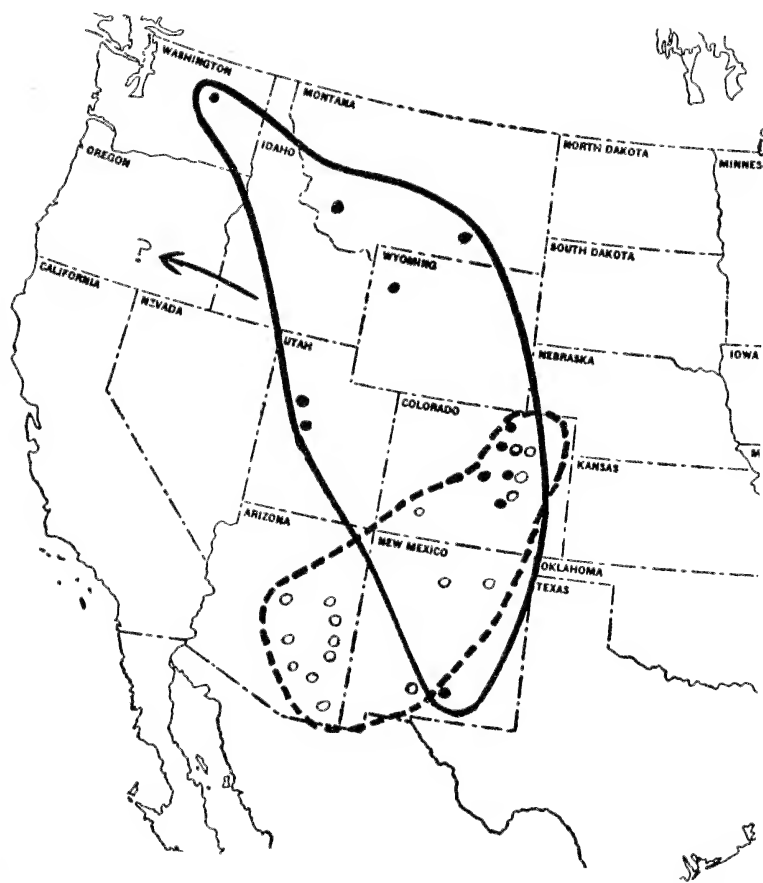 WASHINGTON
MONTANA
NORTH DAKOTA
MINNES
OREGON
IDAHO
?
SOUTH DAKOTA
WYOMING
CALIFORNIA
NEVADA
UTAH
NEBRASKA
IOWA
COLORADO
M
KANSAS
ARIZONA
NEW MEXICO
OKLAHOMA
TEXAS